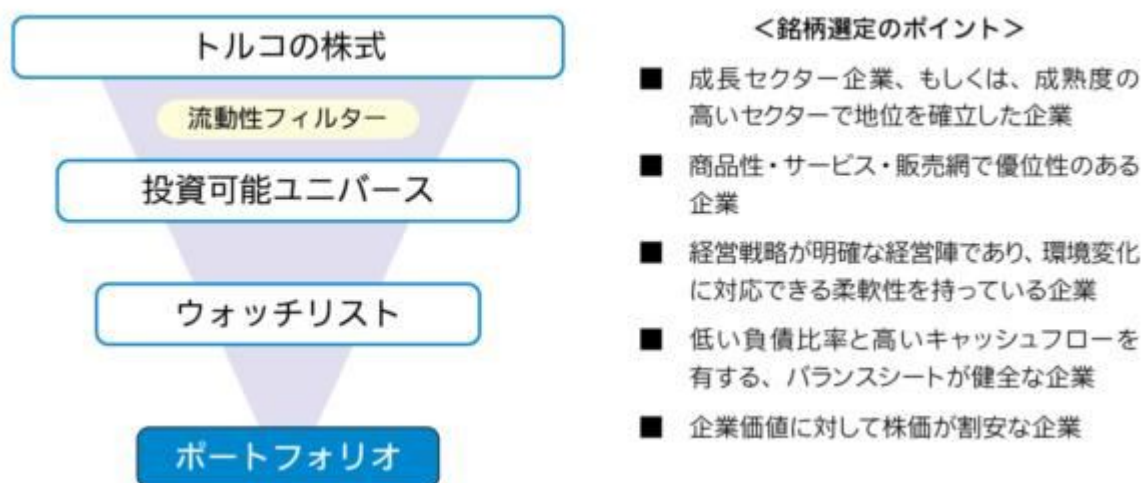 トルコの株式
流動性フィルター
投資可能ユニバース
ウォッチリスト
ポートフォリオ
＜銘柄選定のポイント＞
■ 成長セクター企業、もしくは、成熟度の
高いセクターで地位を確立した企業
■ 商品性・サービス・販売網で優位性のある
企業
■ 経営戦略が明確な経営陣であり、環境変化
に対応できる柔軟性を持っている企業
■ 低い負債比率と高いキャッシュフローを
有する、バランスシートが健全な企業
■ 企業価値に対して株価が割安な企業